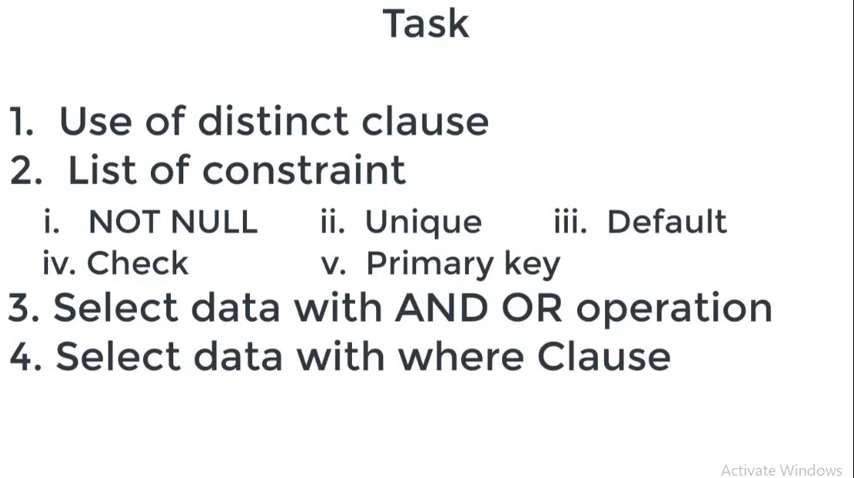 Task
1. Use of distinct clause
2. List of constraint
i. NOT NULL ii. Unique iii. Default
iv. Check v. Primary key
3. Select data with AND OR operation
4. Select data with where Clause
Activate Windows